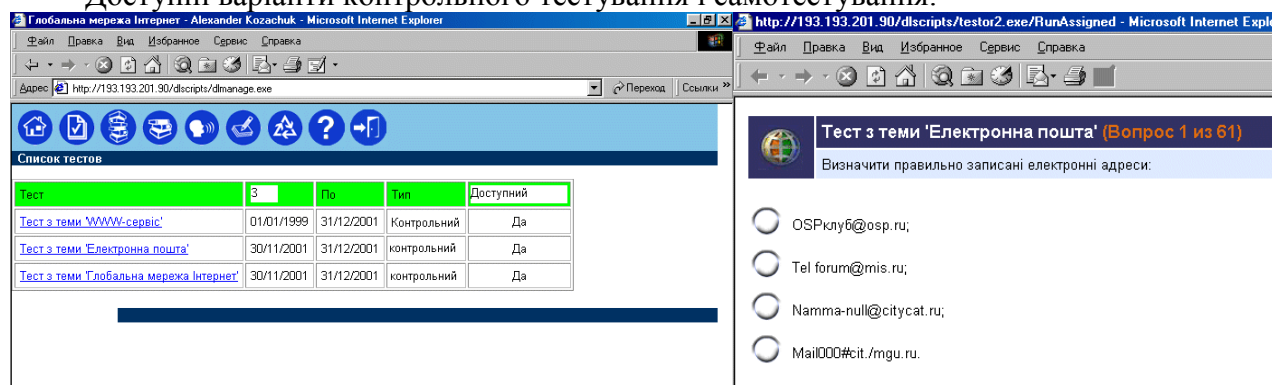 Доступні варіанти контрольного тестування і самотестування:
Глобальна мережа Інтернет - Alexander Kozachuk - Microsoft Internet Explorer
Файл Правка Вид Избранное Сервис Справка
Адрес http://193.193.201.90/dlscripts/dlmanage.exe Переход Ссылки »
Список тестов
Тест З По Тип Доступний
Тест з теми 'WWW-сервіс' 01/01/1999 31/12/2001 Контрольний Да
Тест з теми 'Електронна пошта' 30/11/2001 31/12/2001 контрольний Да
Тест з теми 'Глобальна мережа Інтернет' 30/11/2001 31/12/2001 контрольний Да
http://193.193.201.90/dlscripts/testor2.exe/RunAssigned - Microsoft Internet Explo
Файл Правка Вид Избранное Сервис Справка
Тест з теми 'Електронна пошта' (Вопрос 1 из 61)
Визначити правильно записані електронні адреси:
OSPклуб@osp.ru;
Tel forum@mis.ru;
Namma-null@citycat.ru;
Mail000#cit./mgu.ru.